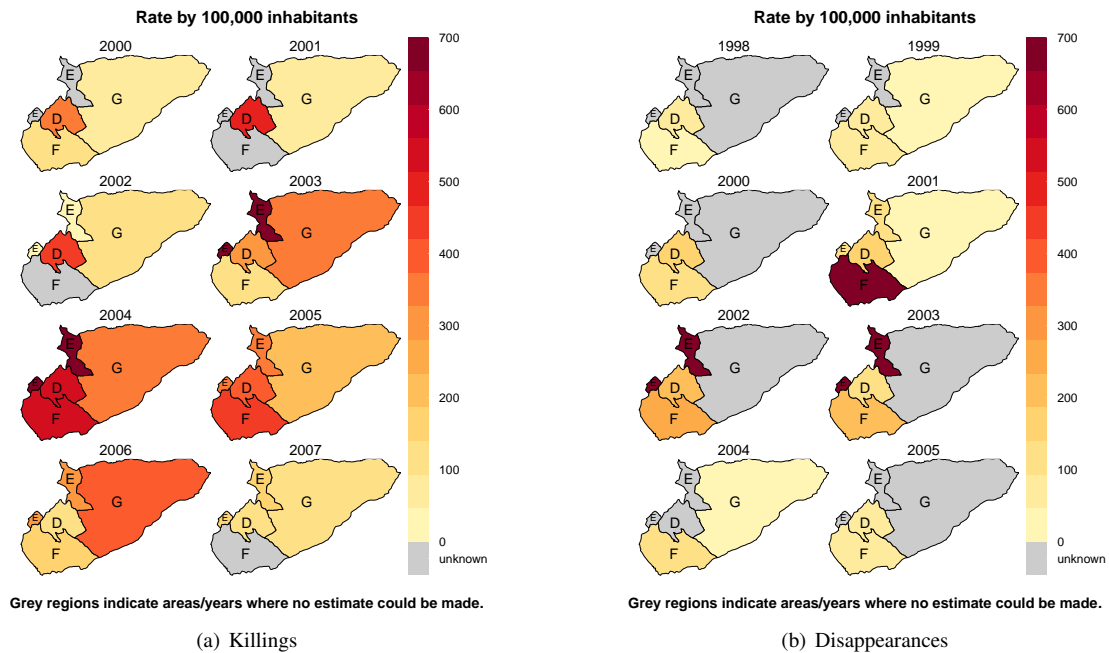 Rate by 100,000 inhabitants
2000 2001
E E
G G
E D E D
F F
2002 2003
E E
G G
E D E D
F F
2004 2005
E E
G G
E D E D
F F
2006 2007
E E
G G
E D E D
F F
700
600
500
400
300
200
100
0
unknown
Grey regions indicate areas/years where no estimate could be made.
(a) Killings
Rate by 100,000 inhabitants
1998 1999
E E
G G
E D E D
F F
2000 2001
E E
G G
E D E D
F F
2002 2003
E E
G G
E D E D
F F
2004 2005
E E
G G
E D E D
F F
700
600
500
400
300
200
100
0
unknown
Grey regions indicate areas/years where no estimate could be made.
(b) Disappearances